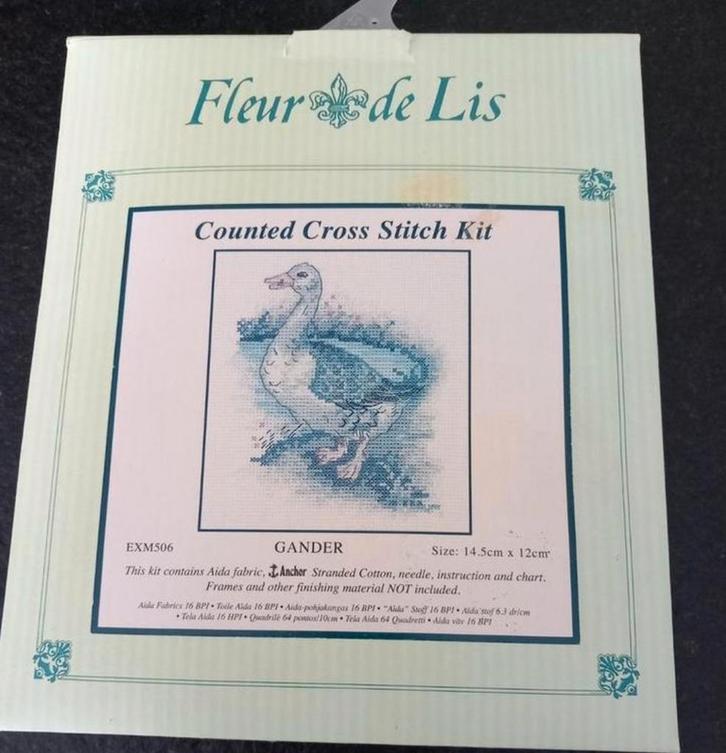 Fleur de Lis
Counted Cross Stitch Kit
EXM506 GANDER Size: 14.5cm x 12cm
This kit contains Aida fabric, Anchor Stranded Cotton, needle, instruction and chart.
Frames and other finishing material NOT included.
Aida Fabrics 16 BPI • Toile Aida 16 BPI • Aida-pohjakangas 16 BPI • "Aida" Stoff 16 BPI • Aida stof 6.3 dr/cm
• Tela Aida 16 HPI • Quadrilé 64 pontos/10cm • Tela Aida 64 Quadretti • Aida väv 16 BPI